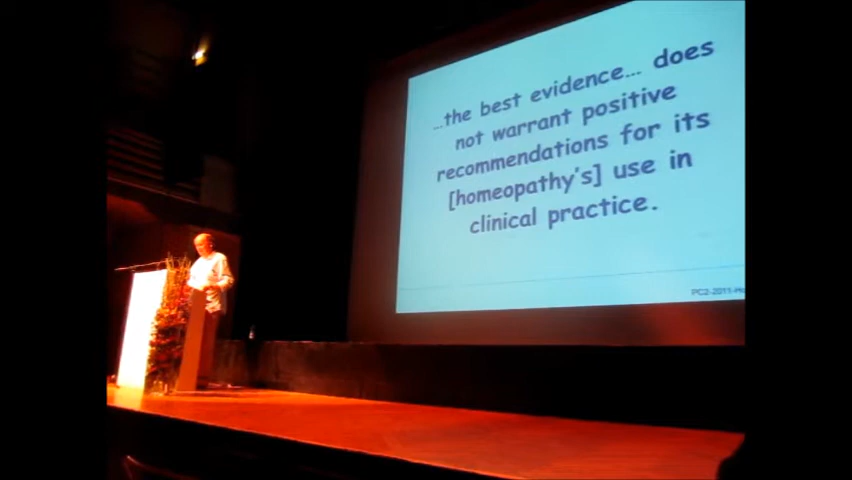 ...the best evidence... does
not warrant positive
recommendations for its
[homeopathy's] use in
clinical practice.
PC2-2011-Ho